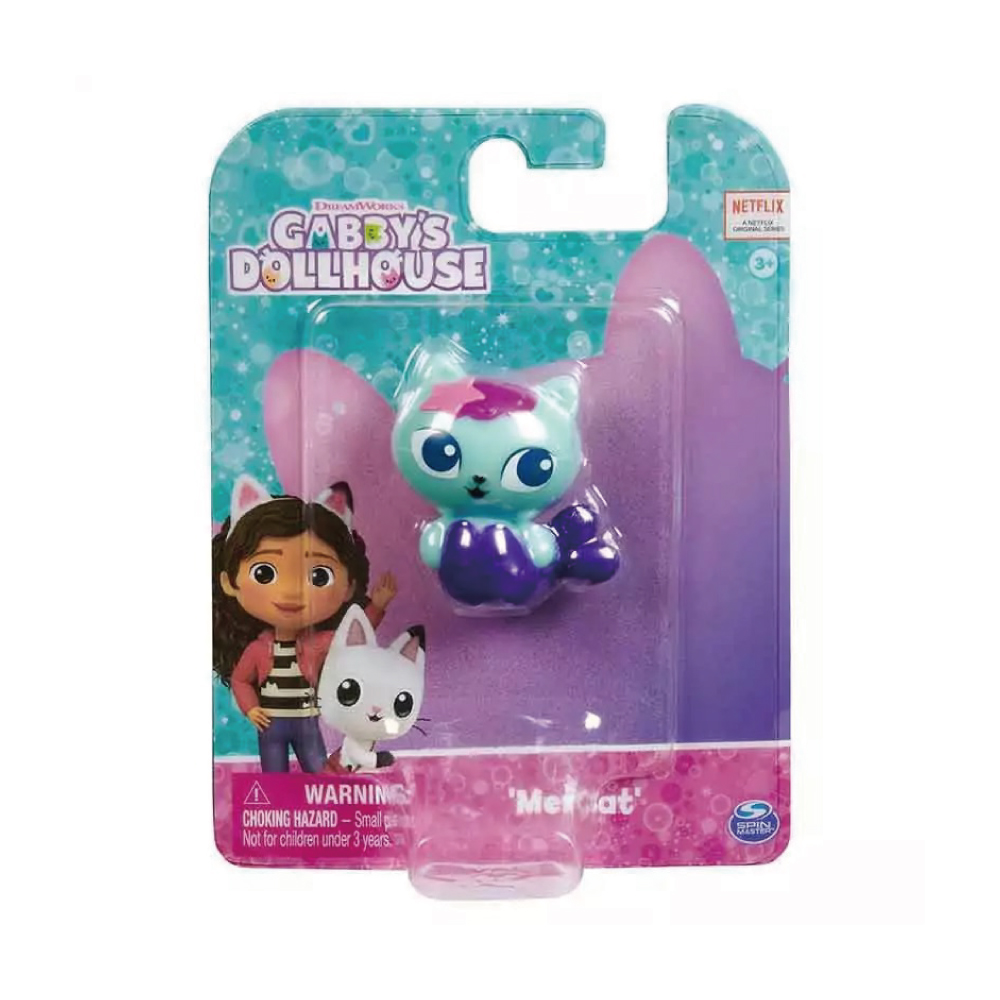 DREAMWORKS
GABBY'S
DOLLHOUSE
NETFLIX
A NETFLIX
ORIGINAL SERIES
3+
WARNING
CHOKING HAZARD – Small
Not for children under 3 years.
'MerCat'
SPIN
MASTER